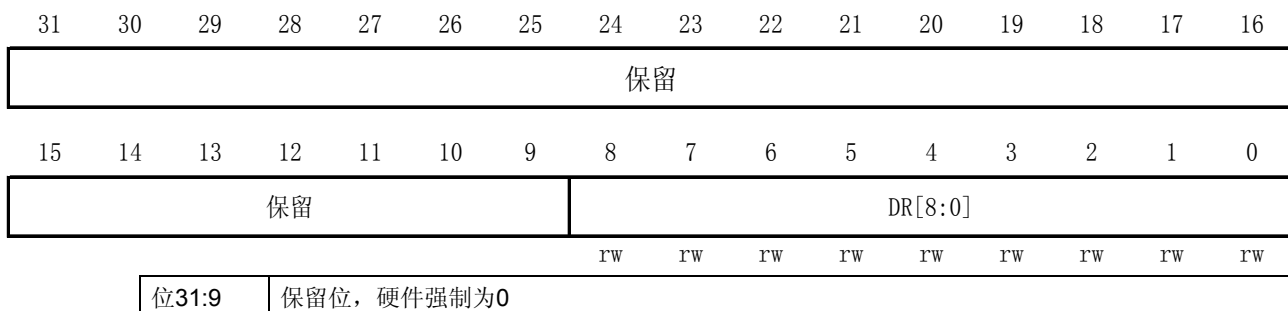 31 30 29 28 27 26 25 24 23 22 21 20 19 18 17 16
保留
15 14 13 12 11 10 9 8 7 6 5 4 3 2 1 0
保留 DR[8:0]
rw rw rw rw rw rw rw rw rw
位31:9 保留位，硬件强制为0